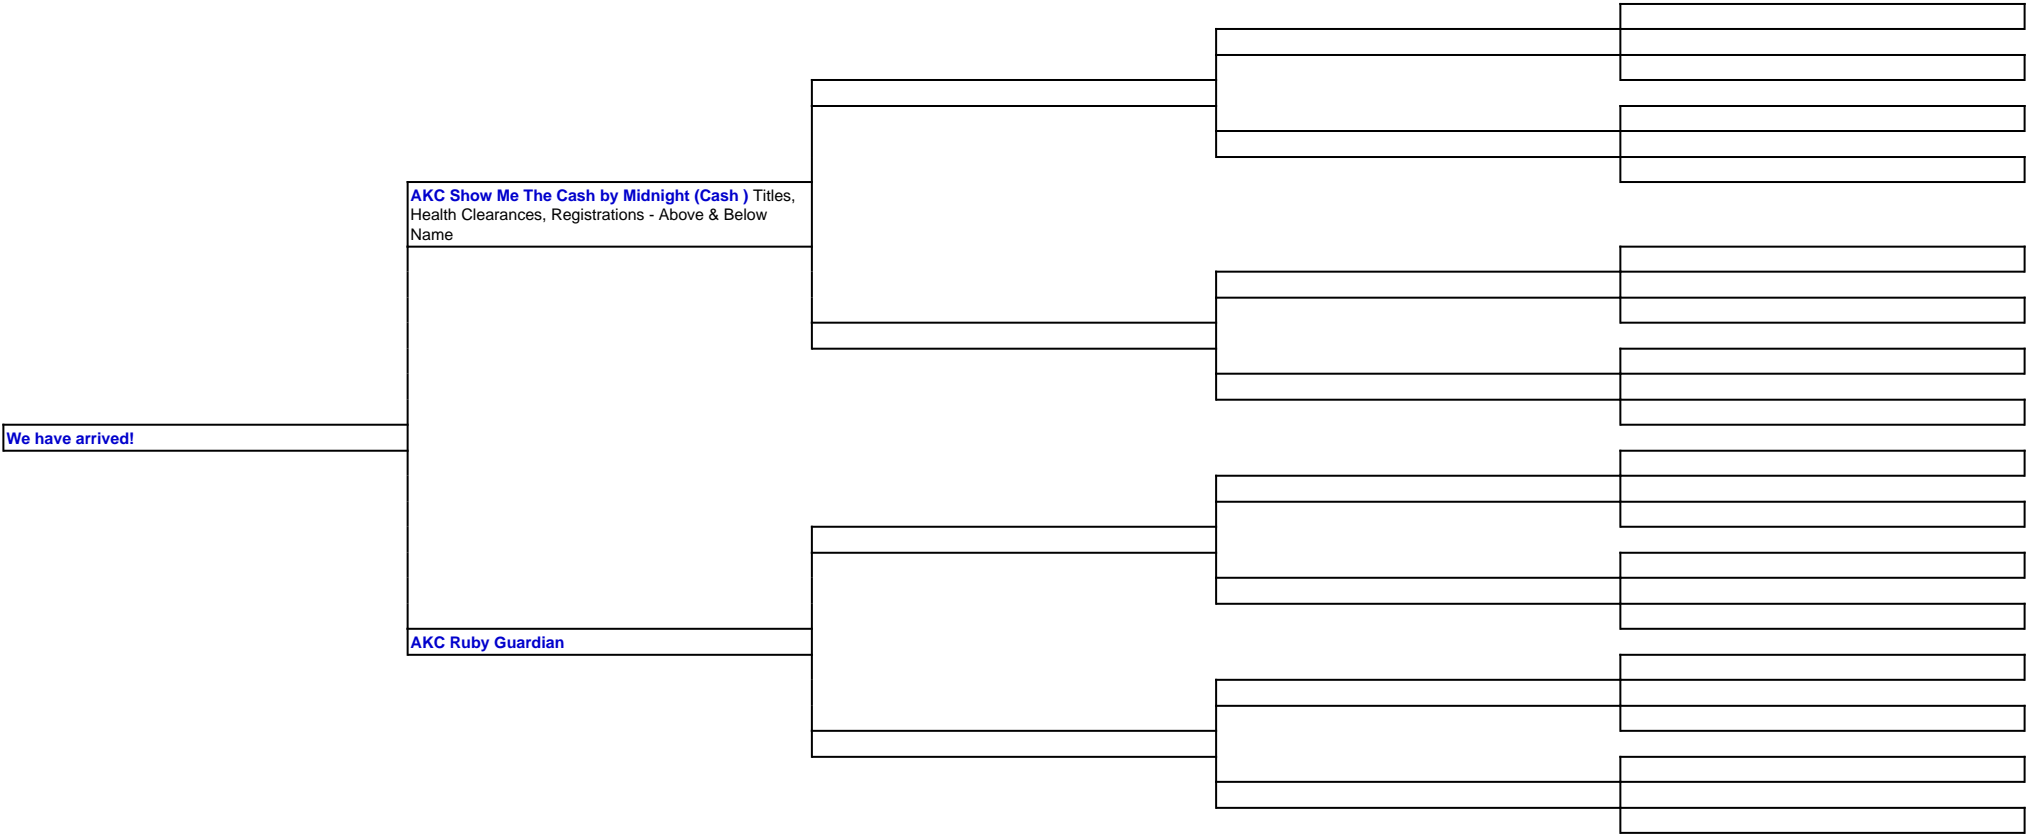 AKC Show Me The Cash by Midnight (Cash ) Titles,
Health Clearances, Registrations - Above & Below
Name
We have arrived!
AKC Ruby Guardian